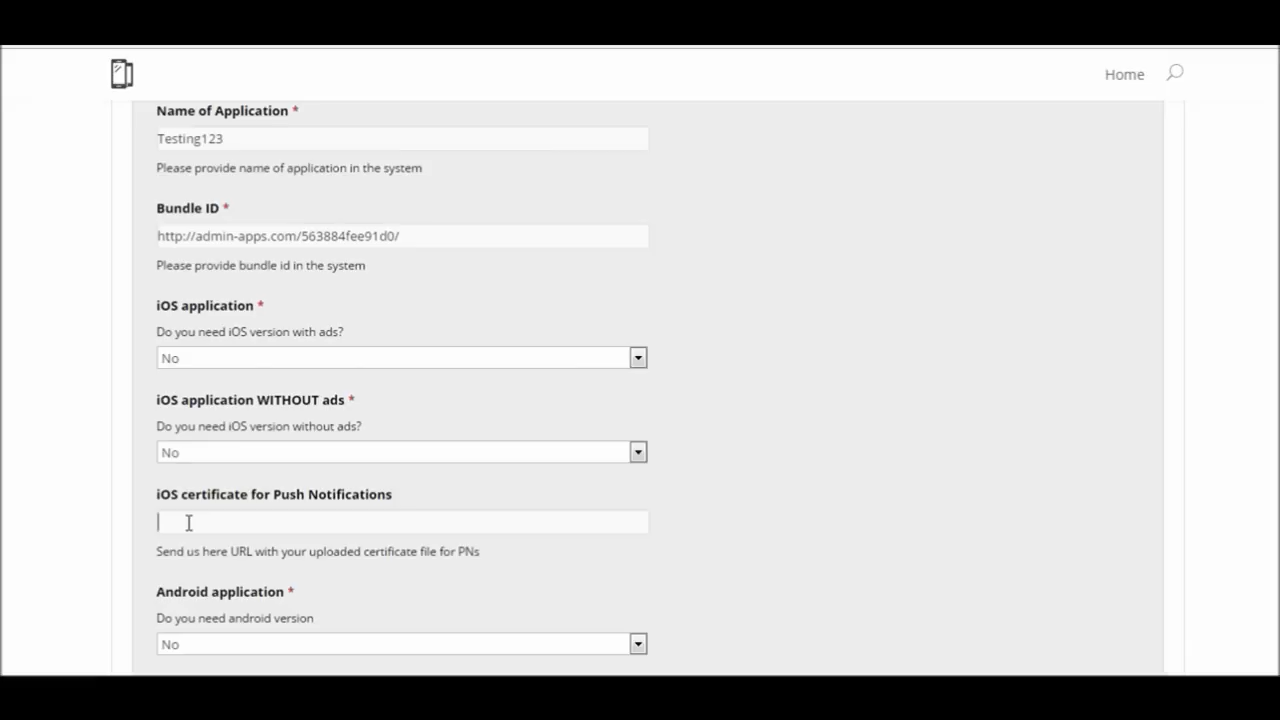 Home
Name of Application *
Testing123
Please provide name of application in the system
Bundle ID *
http://admin-apps.com/563884fee91d0/
Please provide bundle id in the system
iOS application *
Do you need iOS version with ads?
No
iOS application WITHOUT ads *
Do you need iOS version without ads?
No
iOS certificate for Push Notifications
Send us here URL with your uploaded certificate file for PNs
Android application *
Do you need android version
No